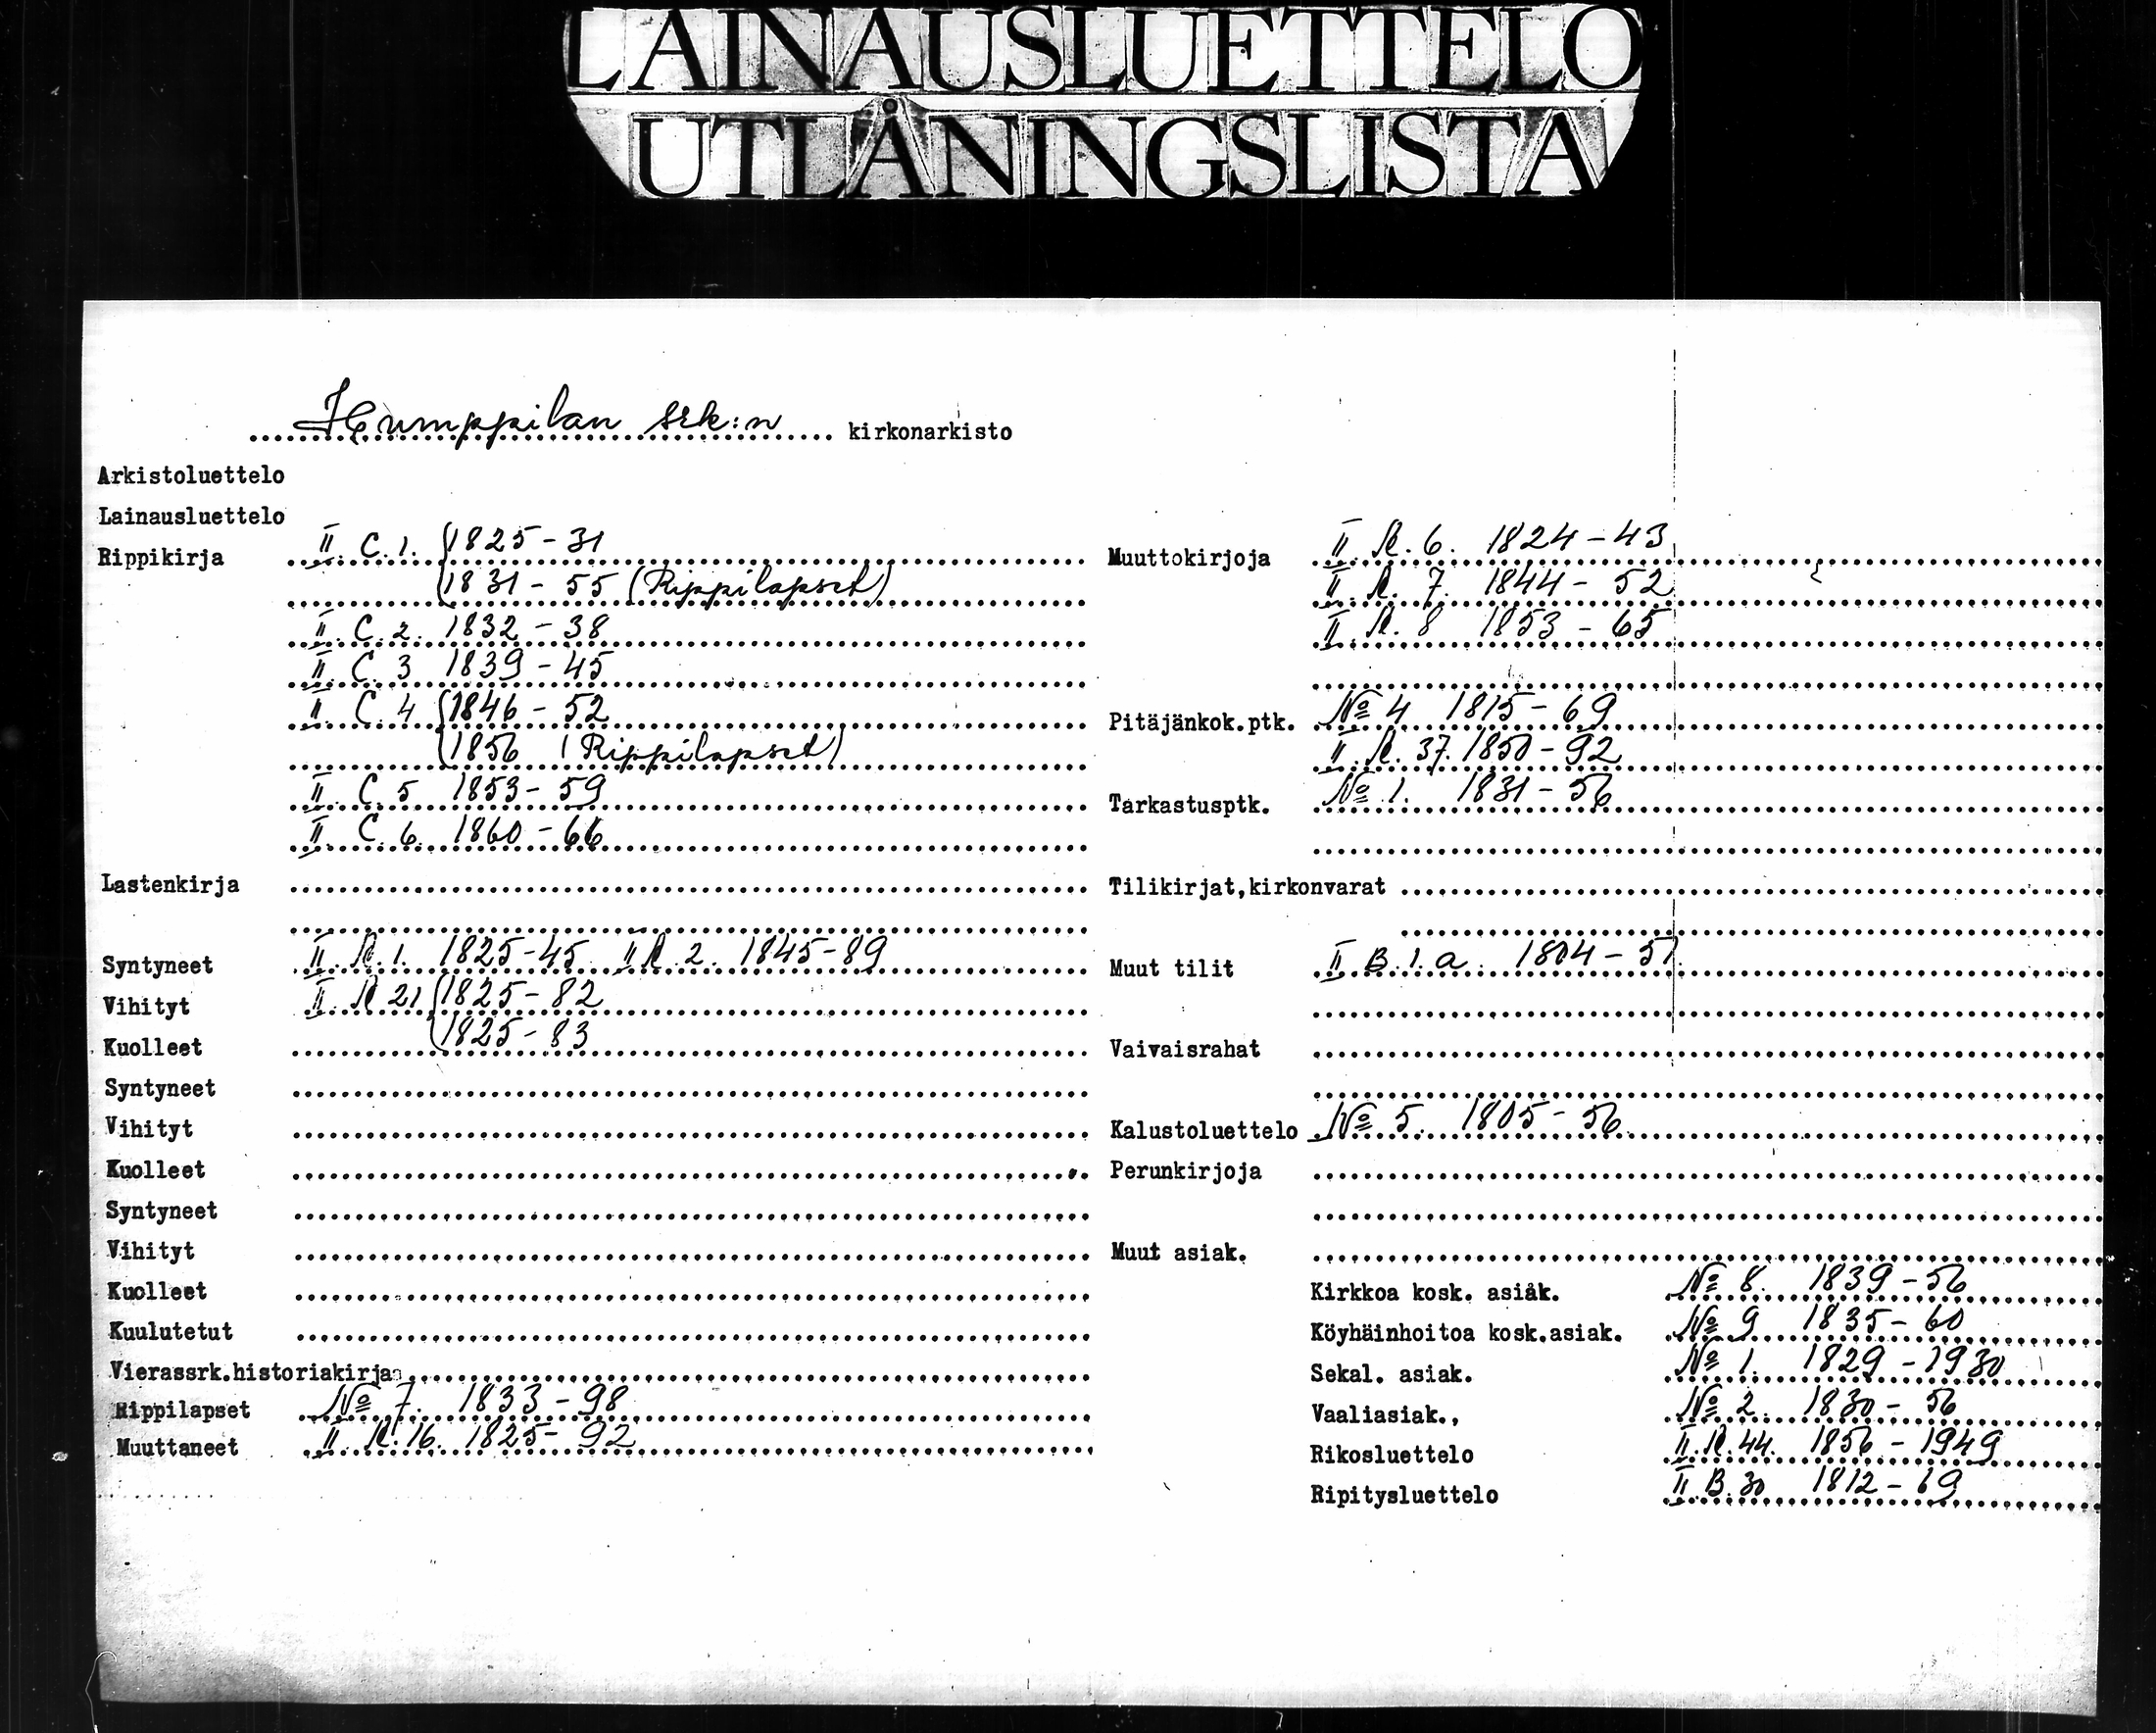 LAINAUSLUETTELO
UTLÅNINGSLISTA
Humppilan srk:n kirkonarkisto
Arkistoluettelo
Lainausluettelo
Rippikirja II. C. 1. 1825-31
1831-55 (Rippilapset)
II. C. 2. 1832-38
II. C. 3 1839-45
II. C. 4 1846-52
1856 (Rippilapset)
II. C. 5 1853-59
II. C. 6. 1860-66
Lastenkirja
Syntyneet II. R. 1. 1825-45 II R. 2. 1845-89
Vihityt II. R 21 1825-82
Kuolleet 1825-83
Syntyneet
Vihityt
Kuolleet
Syntyneet
Vihityt
Kuolleet
Kuulutetut
Vierassrk.historiakirjan
Rippilapset No 7. 1833-98
Muuttaneet II. R. 16. 1825-92
Muuttokirjoja II. R. 6. 1824-43
II. R. 7. 1844-52
II. R. 8 1853-65
Pitäjänkok.ptk. No 4 1815-69
II. R. 37. 1850-92
Tarkastusptk. No 1. 1831-56
Tilikirjat,kirkonvarat
Muut tilit II B. 1. a. 1804-57.
Vaivaisrahat
Kalustoluettelo No 5. 1805-56
Perunkirjoja
Muut asiak.
Kirkkoa kosk. asiak. No 8. 1839-56
Köyhäinhoitoa kosk.asiak. No 9 1835-60
Sekal. asiak. No 1. 1829-1930
Vaaliasiak., No 2. 1830-56
Rikosluettelo II. R. 44. 1856-1949
Ripitysluettelo II B. 30 1812-69